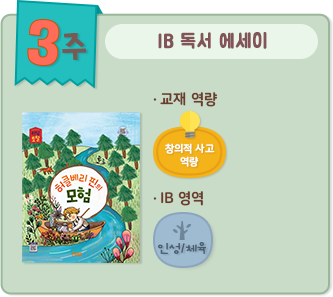 3주
IB 독서 에세이
· 교재 역량
창의적 사고
역량
허클베리 핀의
모험
· IB 영역
인성/체육